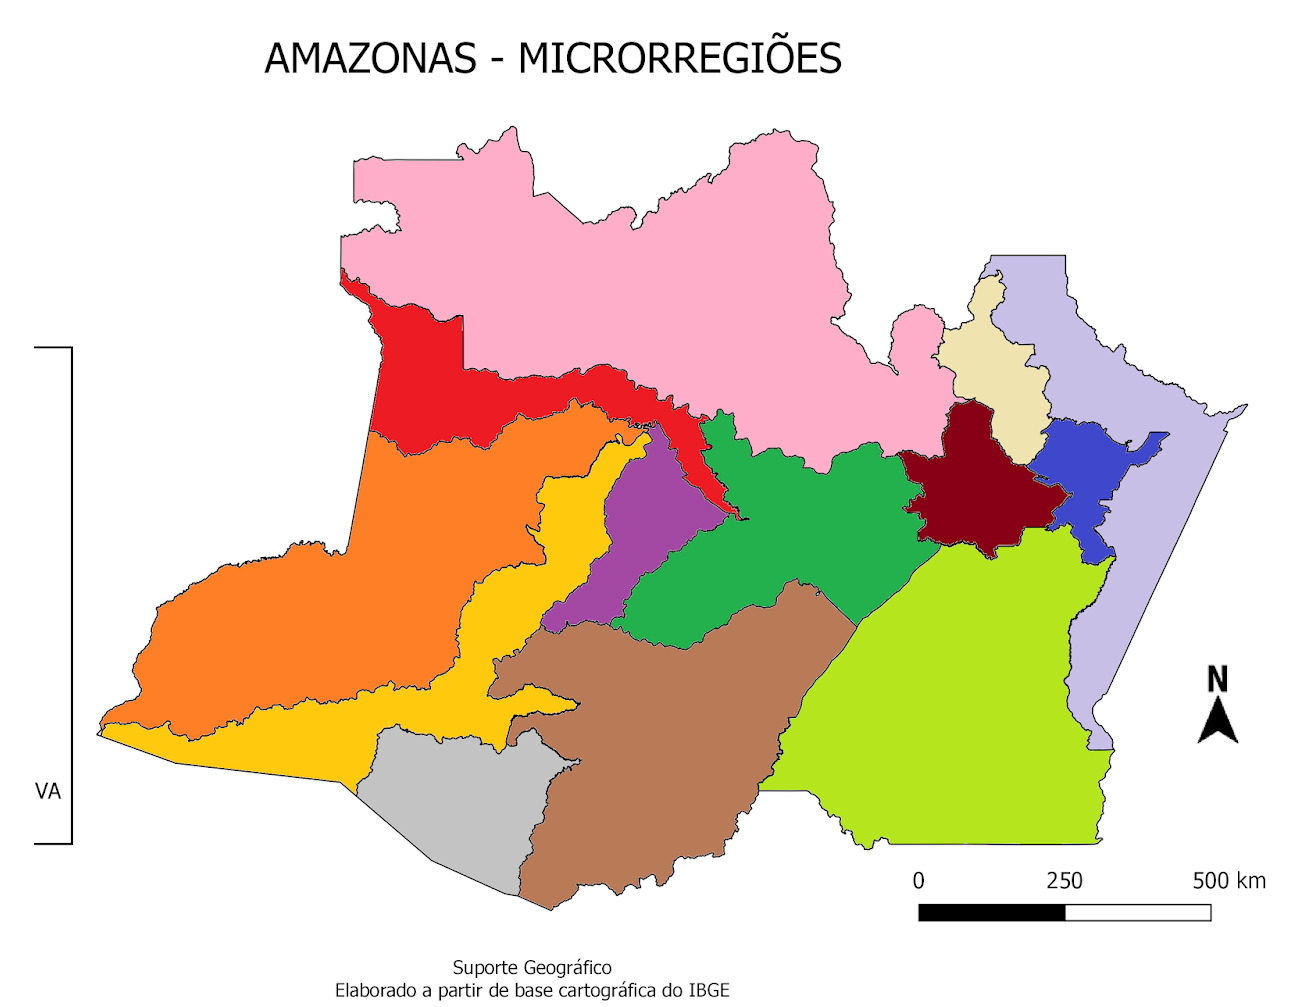 AMAZONAS - MICRORREGIÕES
VA
N
0 250 500 km
Suporte Geográfico
Elaborado a partir de base cartográfica do IBGE